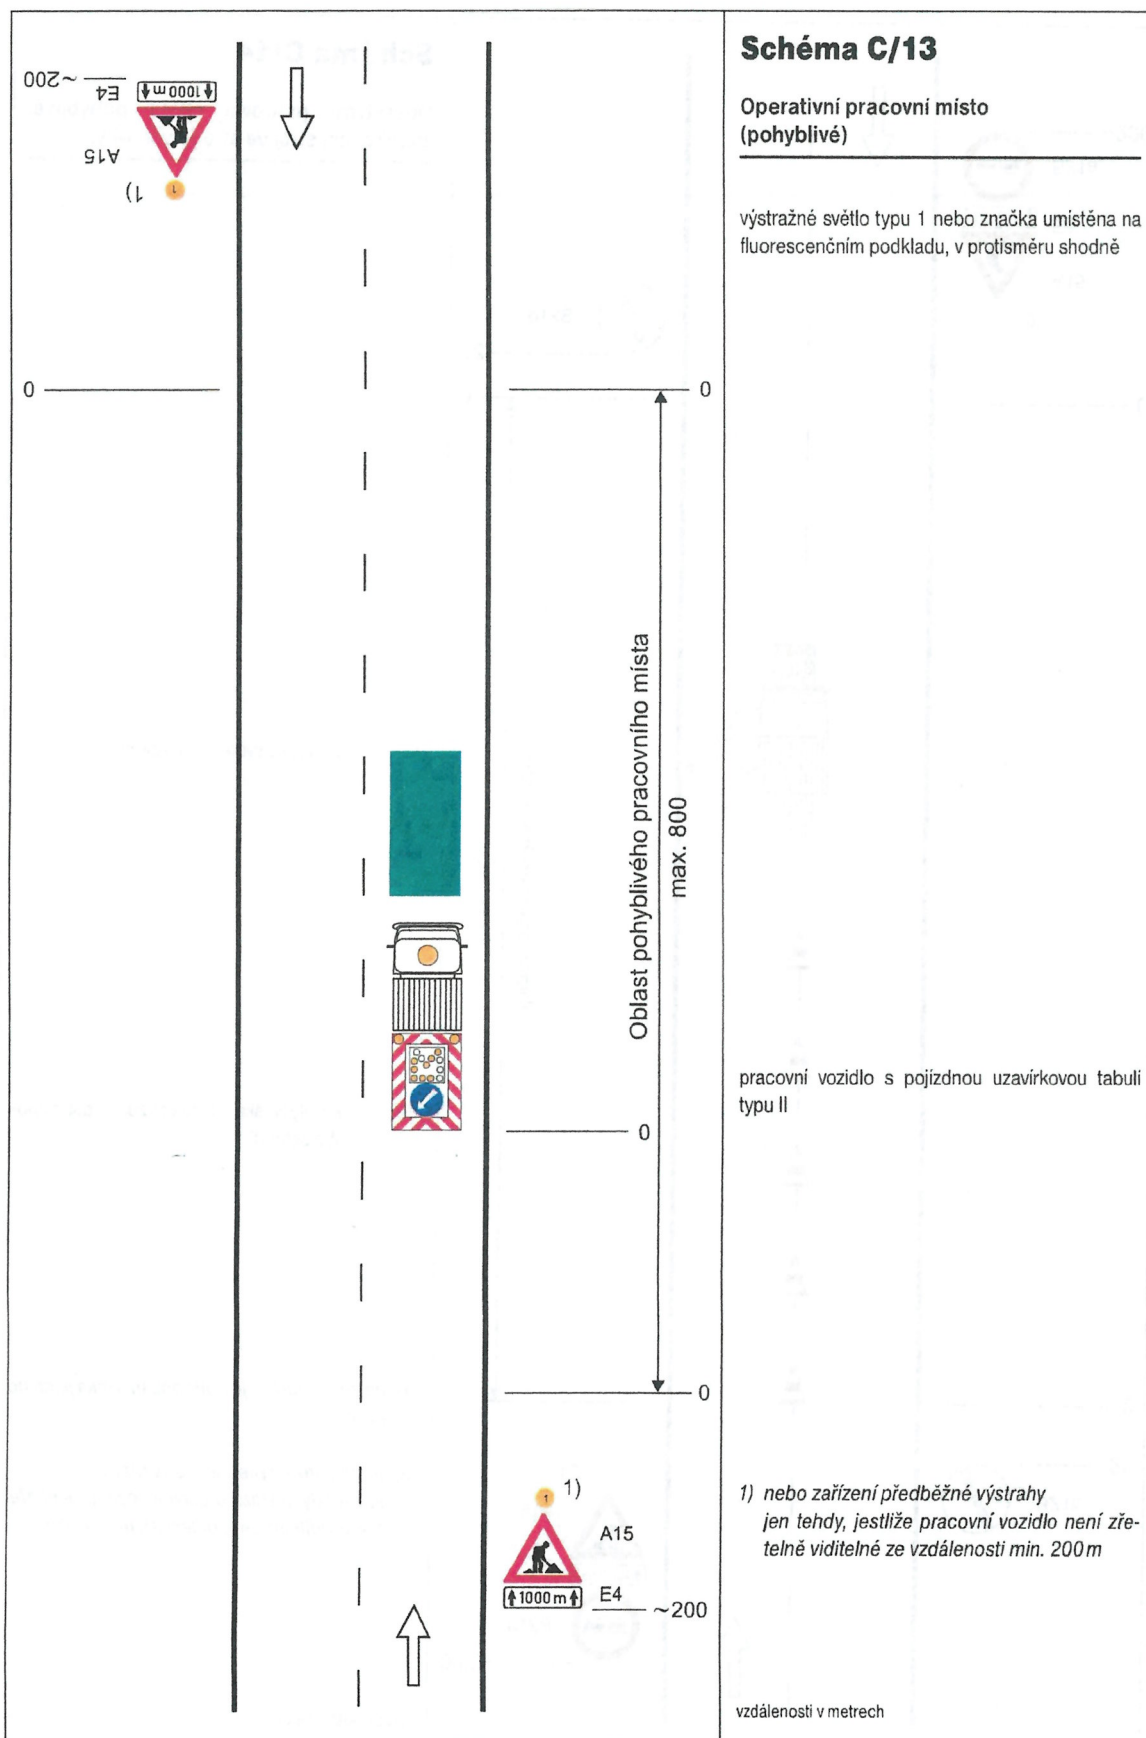 Schéma C/13
Operativní pracovní místo
(pohyblivé)
výstražné světlo typu 1 nebo značka umístěna na
fluorescenčním podkladu, v protisměru shodně
~200
E4
1000 m
A15
1)
1
0
0
Oblast pohyblivého pracovního místa
max. 800
pracovní vozidlo s pojízdnou uzavírkovou tabulí
typu II
0
0
1
1)
A15
1000 m
E4
~200
1) nebo zařízení předběžné výstrahy
jen tehdy, jestliže pracovní vozidlo není zře-
telně viditelné ze vzdálenosti min. 200 m
vzdálenosti v metrech